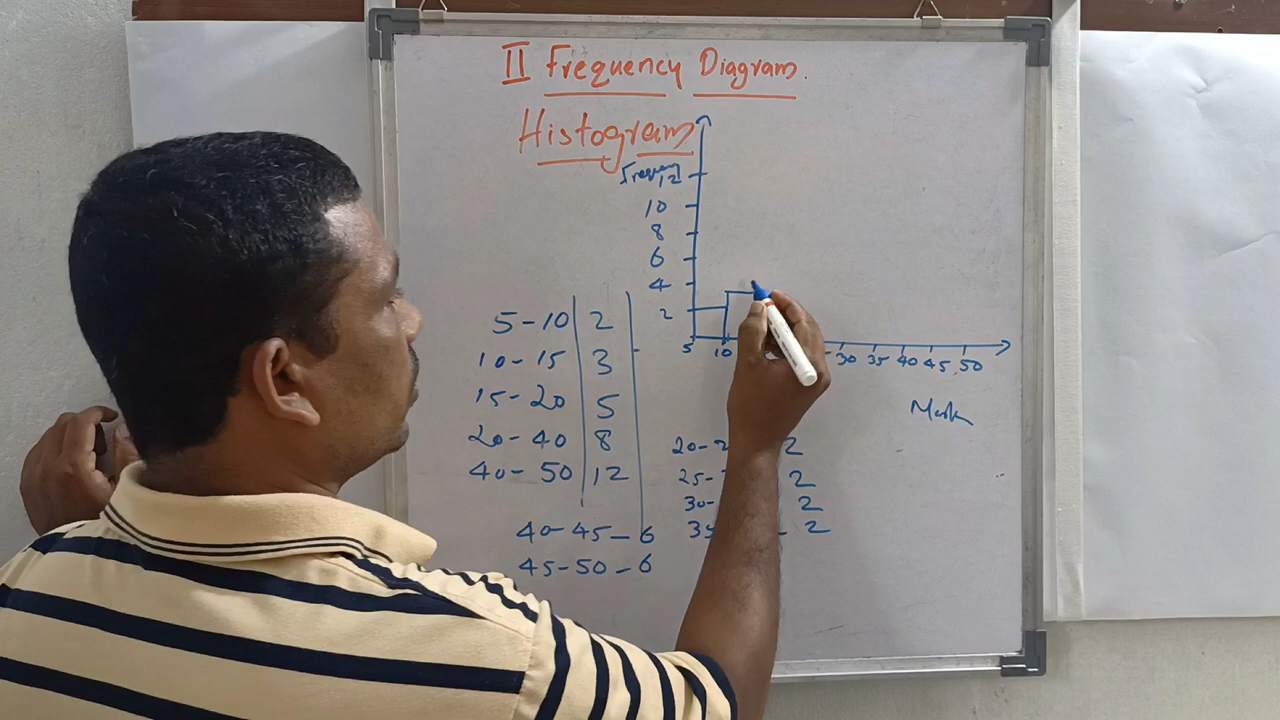 II Frequency Diagram.
Histogram
Frequency
12
10
8
6
4
2
5 10 30 35 40 45 50
Mark
5-10 2
10-15 3
15-20 5
20-40 8
40-50 12
40-45-6
45-50-6
20- 2
25- 2
30- 2
35 - 2